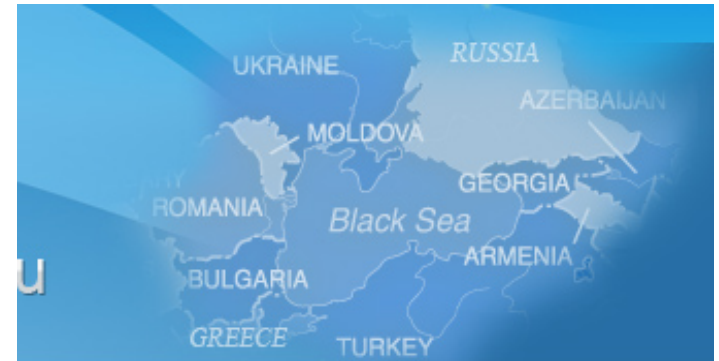 RUSSIA
UKRAINE
AZERBAIJAN
MOLDOVA
GEORGIA
ROMANIA
Black Sea
ARMENIA
BULGARIA
GREECE
TURKEY
u